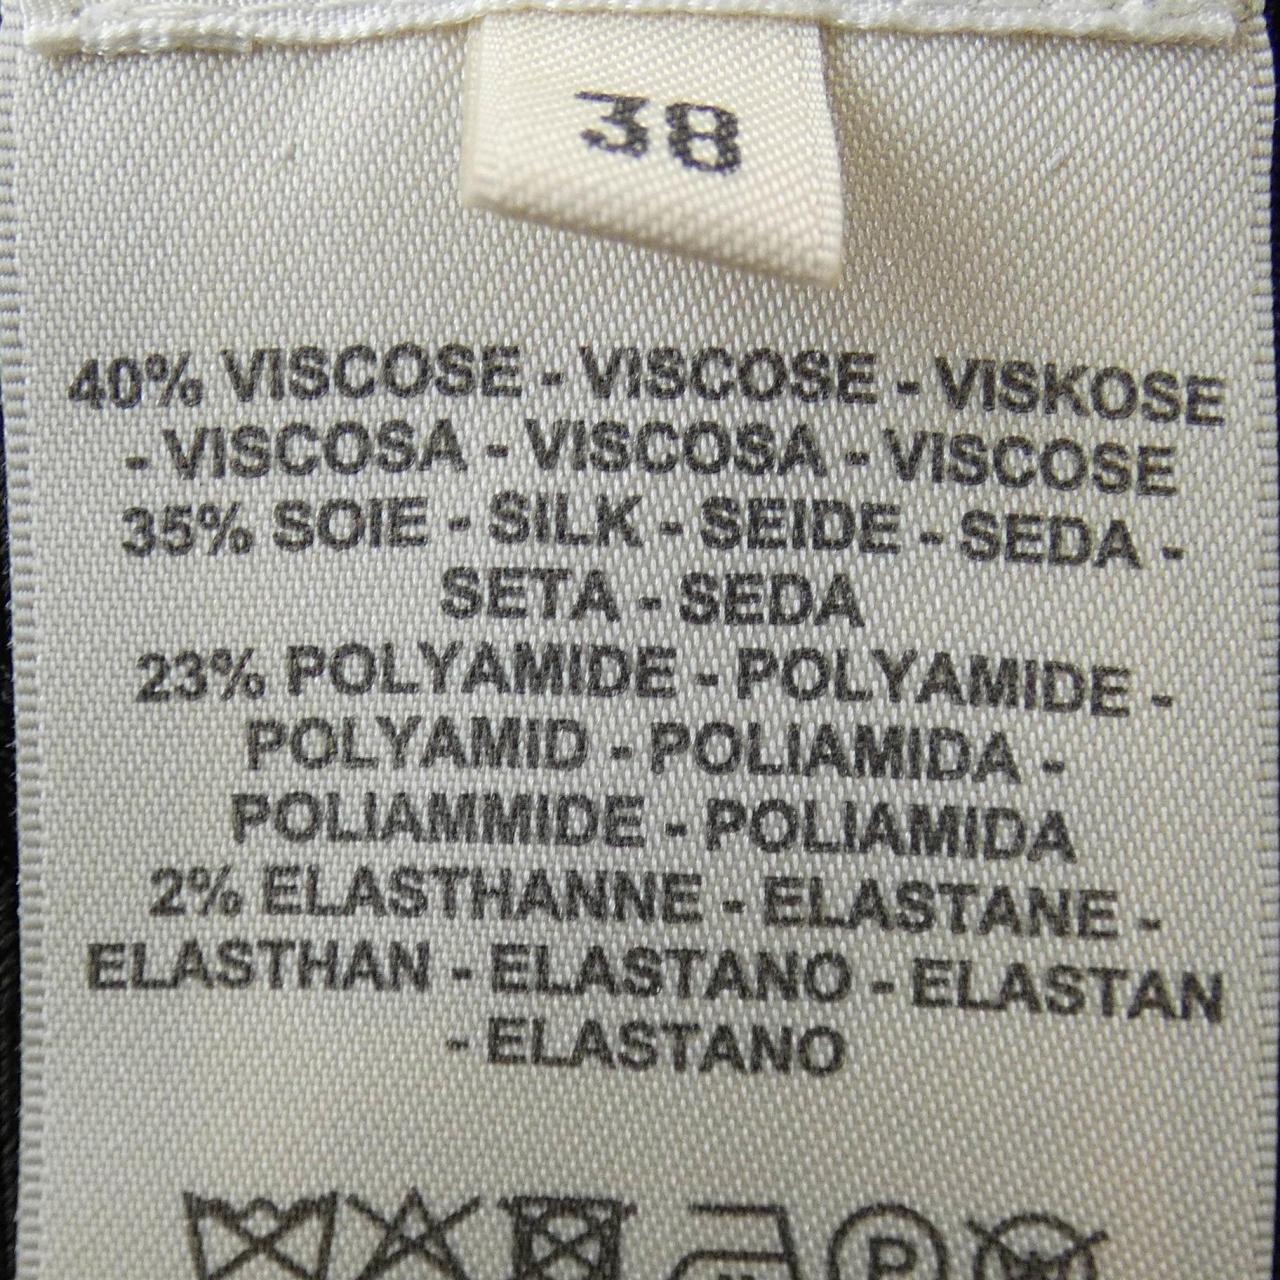 38
40% VISCOSE - VISCOSE - VISKOSE
- VISCOSA - VISCOSA - VISCOSE
35% SOIE - SILK - SEIDE - SEDA -
SETA - SEDA
23% POLYAMIDE - POLYAMIDE -
POLYAMID - POLIAMIDA -
POLIAMMIDE - POLIAMIDA
2% ELASTHANNE - ELASTANE -
ELASTHAN - ELASTANO - ELASTAN
- ELASTANO
P